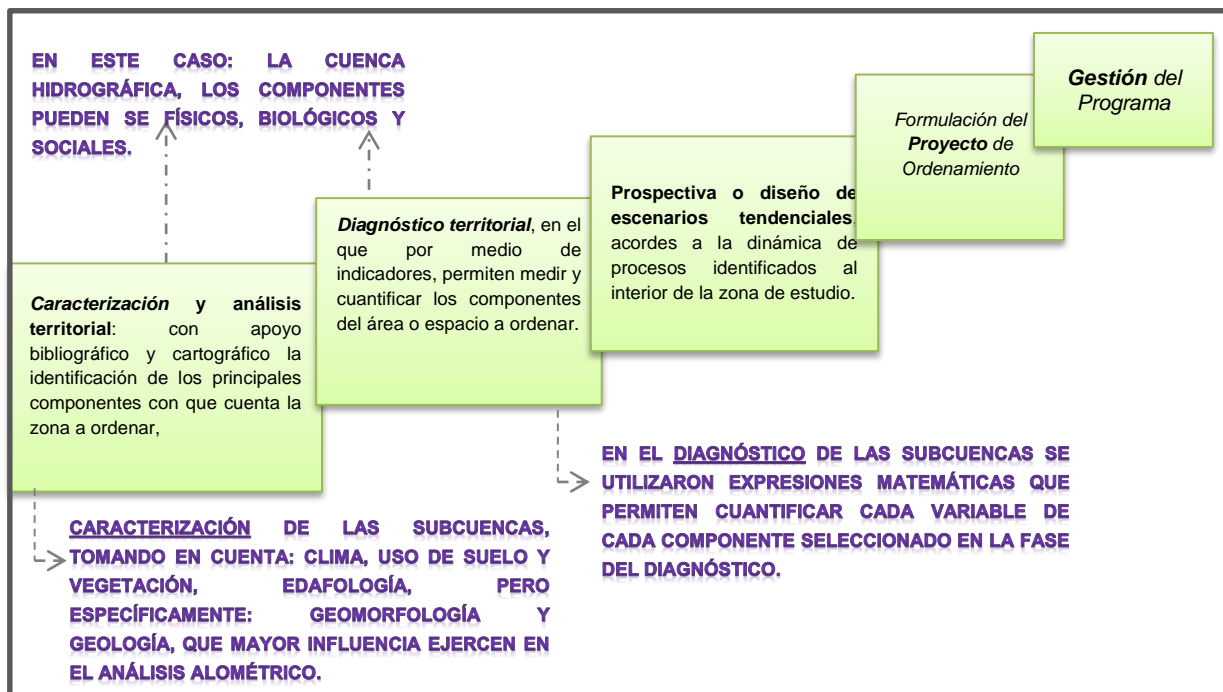 EN ESTE CASO: LA CUENCA
HIDROGRÁFICA, LOS COMPONENTES
PUEDEN SE FÍSICOS, BIOLÓGICOS Y
SOCIALES.
Gestión del
Programa
Formulación del
Proyecto de
Ordenamiento
Prospectiva o diseño de
escenarios tendenciales,
acordes a la dinámica de
procesos identificados al
interior de la zona de estudio.
Diagnóstico territorial, en el
que por medio de
indicadores, permiten medir y
cuantificar los componentes
del área o espacio a ordenar.
Caracterización y análisis
territorial: con apoyo
bibliográfico y cartográfico la
identificación de los principales
componentes con que cuenta la
zona a ordenar,
EN EL DIAGNÓSTICO DE LAS SUBCUENCAS SE
UTILIZARON EXPRESIONES MATEMÁTICAS QUE
PERMITEN CUANTIFICAR CADA VARIABLE DE
CADA COMPONENTE SELECCIONADO EN LA FASE
DEL DIAGNÓSTICO.
CARACTERIZACIÓN DE LAS SUBCUENCAS,
TOMANDO EN CUENTA: CLIMA, USO DE SUELO Y
VEGETACIÓN, EDAFOLOGÍA, PERO
ESPECÍFICAMENTE: GEOMORFOLOGÍA Y
GEOLOGÍA, QUE MAYOR INFLUENCIA EJERCEN EN
EL ANÁLISIS ALOMÉTRICO.